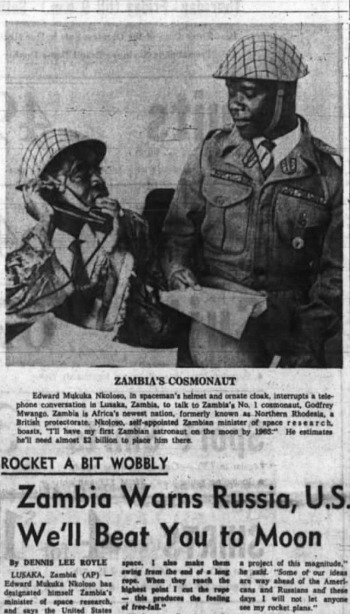 ZAMBIA'S COSMONAUT
Edward Mukuka Nkoloso, in spaceman's helmet and ornate cloak, interrupts a tele-
phone conversation in Lusaka, Zambia, to talk to Zambia's No. 1 cosmonaut, Godfrey
Mwango. Zambia is Africa's newest nation, formerly known as Northern Rhodesia, a
British protectorate. Nkoloso, self-appointed Zambian minister of space research,
boasts, "I'll have my first Zambian astronaut on the moon by 1965." He estimates
he'll need almost $2 billion to place him there.
ROCKET A BIT WOBBLY
Zambia Warns Russia, U.S.
We'll Beat You to Moon
By DENNIS LEE ROYLE
LUSAKA, Zambia (AP) —
Edward Mukuka Nkoloso has
designated himself Zambia's
minister of space research,
and says the United States
space. I also make them
swing from the end of a long
rope. When they reach the
highest point I cut the rope
— this produces the feeling
of free-fall."
a project of this magnitude,"
he said. "Some of our ideas
are way ahead of the Ameri-
cans and Russians and these
days I will not let anyone
see my rocket plans."